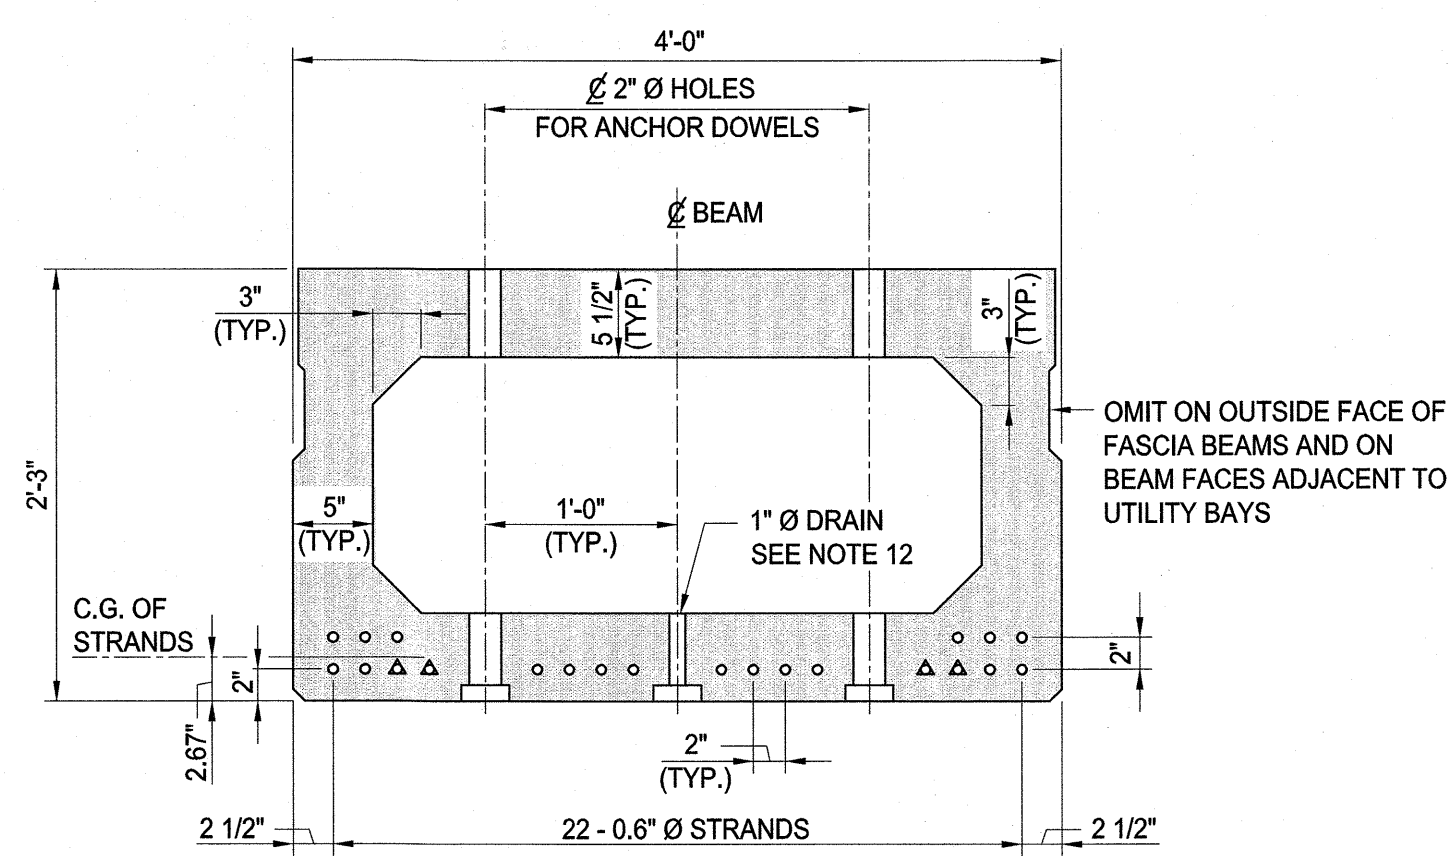 4'-0"
℄ 2" Ø HOLES
FOR ANCHOR DOWELS
℄ BEAM
3"
(TYP.)
5 1/2"
(TYP.)
3"
(TYP.)
OMIT ON OUTSIDE FACE OF
FASCIA BEAMS AND ON
BEAM FACES ADJACENT TO
UTILITY BAYS
2'-3"
5"
(TYP.)
1'-0"
(TYP.)
1" Ø DRAIN
SEE NOTE 12
C.G. OF
STRANDS
2"
2.67"
2"
2"
(TYP.)
2 1/2"
22 - 0.6" Ø STRANDS
2 1/2"